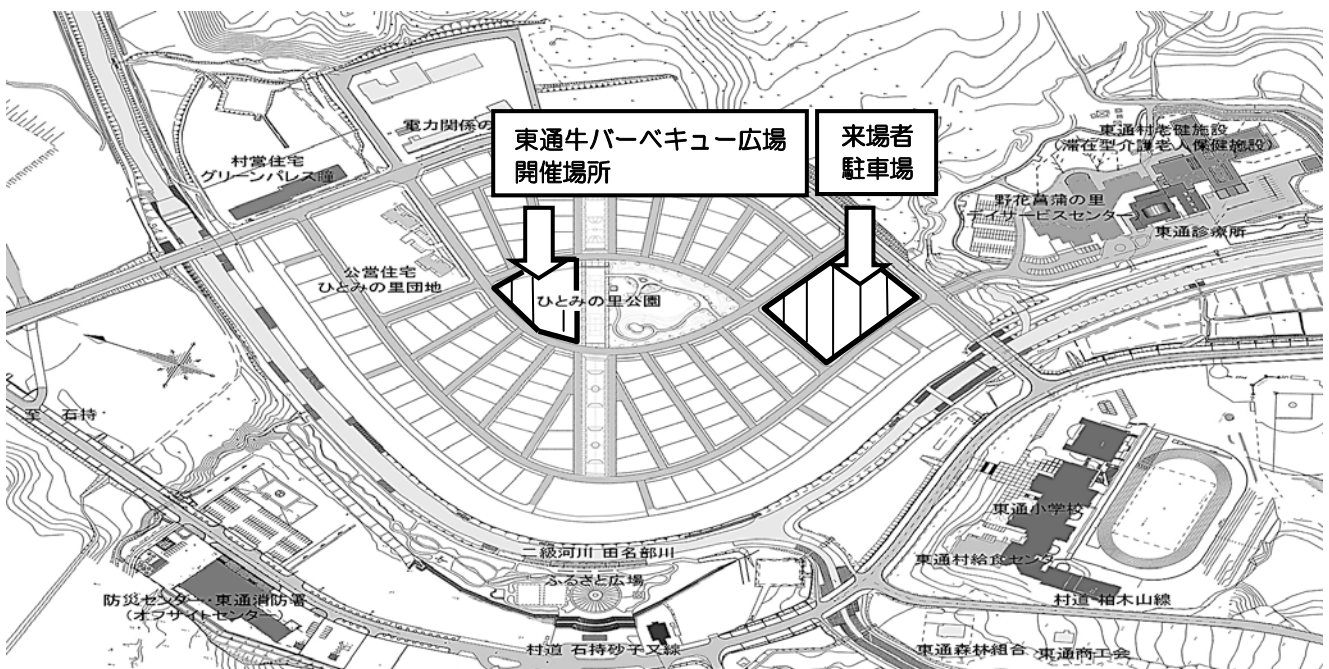 電力関係の
東通牛バーベキュー広場
開催場所
来場者
駐車場
東通村老健施設
(滞在型介護老人保健施設)
村営住宅
グリーンパレス瞳
野花菖蒲の里
デイサービスセンター
東通診療所
公営住宅
ひとみの里団地
ひとみの里公園
至 石持
東通小学校
二級河川 田名部川
東通村給食センター
ふるさと広場
防災センター・東通消防署
(オフサイトセンター)
村道 柏木山線
村道 石持砂子又線
東通森林組合
東通商工会